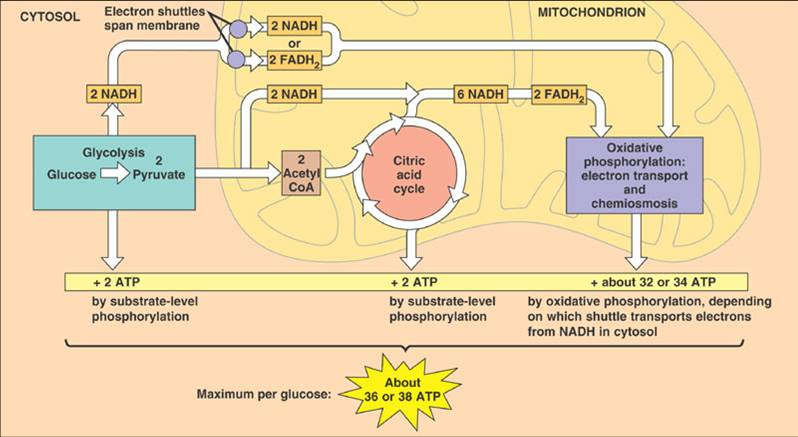 CYTOSOL
Electron shuttles
span membrane
MITOCHONDRION
2 NADH
or
2 FADH₂
2 NADH
2 NADH
6 NADH
2 FADH₂
Glycolysis
2
Glucose
Pyruvate
2
Acetyl
CoA
Citric
acid
cycle
Oxidative
phosphorylation:
electron transport
and
chemiosmosis
+ 2 ATP
+ 2 ATP
+ about 32 or 34 ATP
by substrate-level
phosphorylation
by substrate-level
phosphorylation
by oxidative phosphorylation, depending
on which shuttle transports electrons
from NADH in cytosol
Maximum per glucose:
About
36 or 38 ATP